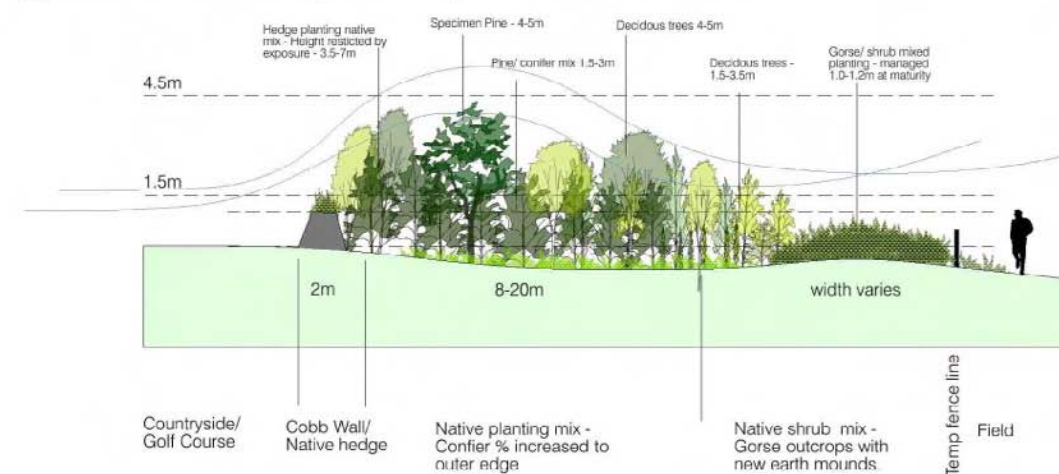 Hedge planting native
mix - Height resticted by
exposure - 3.5-7m
Specimen Pine - 4-5m
Pine/ conifer mix 1.5-3m
Decidous trees 4-5m
Decidous trees -
1.5-3.5m
Gorse/ shrub mixed
planting - managed
1.0-1.2m at maturity
4.5m
1.5m
2m
8-20m
width varies
Countryside/
Golf Course
Cobb Wall/
Native hedge
Native planting mix -
Confier % increased to
outer edge
Native shrub mix -
Gorse outcrops with
new earth mounds.
Temp fence line
Field